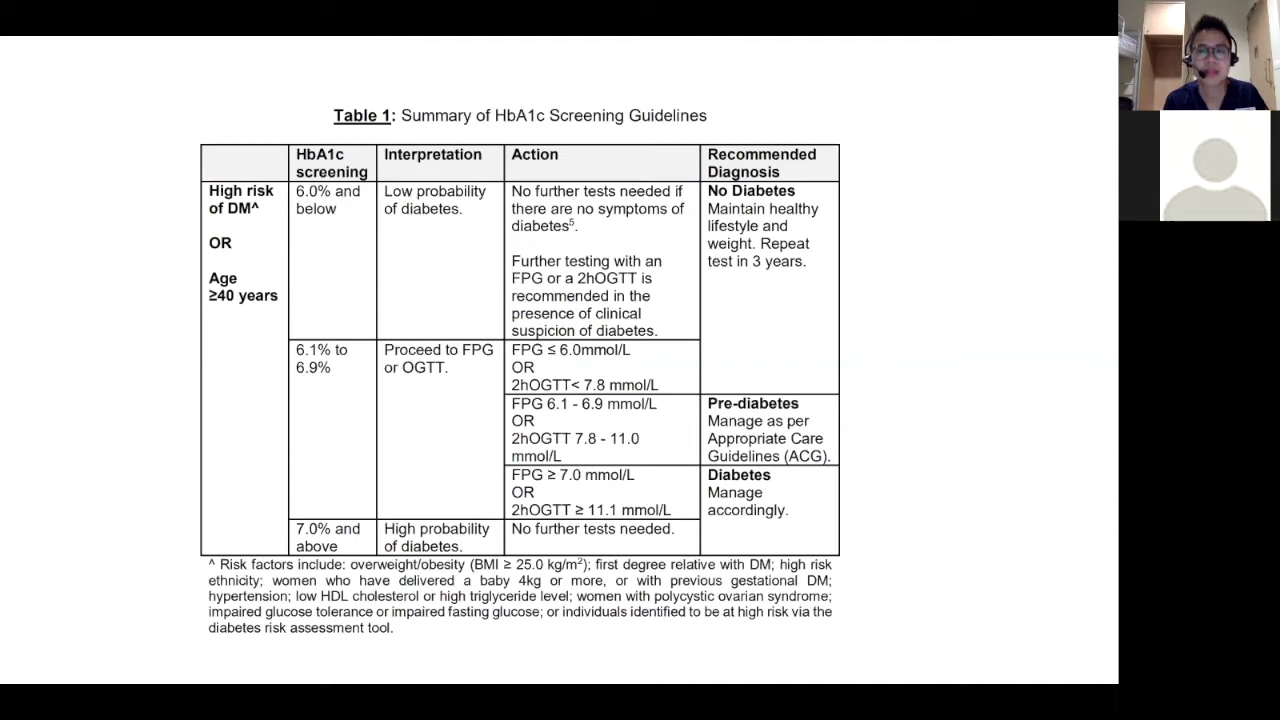 Table 1: Summary of HbA1c Screening Guidelines
HbA1c
screening
Interpretation
Action
Recommended
Diagnosis
High risk
of DM^
OR
Age
≥40 years
6.0% and
below
Low probability
of diabetes.
No further tests needed if
there are no symptoms of
diabetes⁵.
Further testing with an
FPG or a 2hOGTT is
recommended in the
presence of clinical
suspicion of diabetes.
No Diabetes
Maintain healthy
lifestyle and
weight. Repeat
test in 3 years.
6.1% to
6.9%
Proceed to FPG
or OGTT.
FPG ≤ 6.0mmol/L
OR
2hOGTT< 7.8 mmol/L
FPG 6.1 - 6.9 mmol/L
OR
2hOGTT 7.8 - 11.0
mmol/L
Pre-diabetes
Manage as per
Appropriate Care
Guidelines (ACG).
FPG ≥ 7.0 mmol/L
OR
2hOGTT ≥ 11.1 mmol/L
Diabetes
Manage
accordingly.
7.0% and
above
High probability
of diabetes.
No further tests needed.
^ Risk factors include: overweight/obesity (BMI ≥ 25.0 kg/m²); first degree relative with DM; high risk
ethnicity; women who have delivered a baby 4kg or more, or with previous gestational DM;
hypertension; low HDL cholesterol or high triglyceride level; women with polycystic ovarian syndrome;
impaired glucose tolerance or impaired fasting glucose; or individuals identified to be at high risk via the
diabetes risk assessment tool.